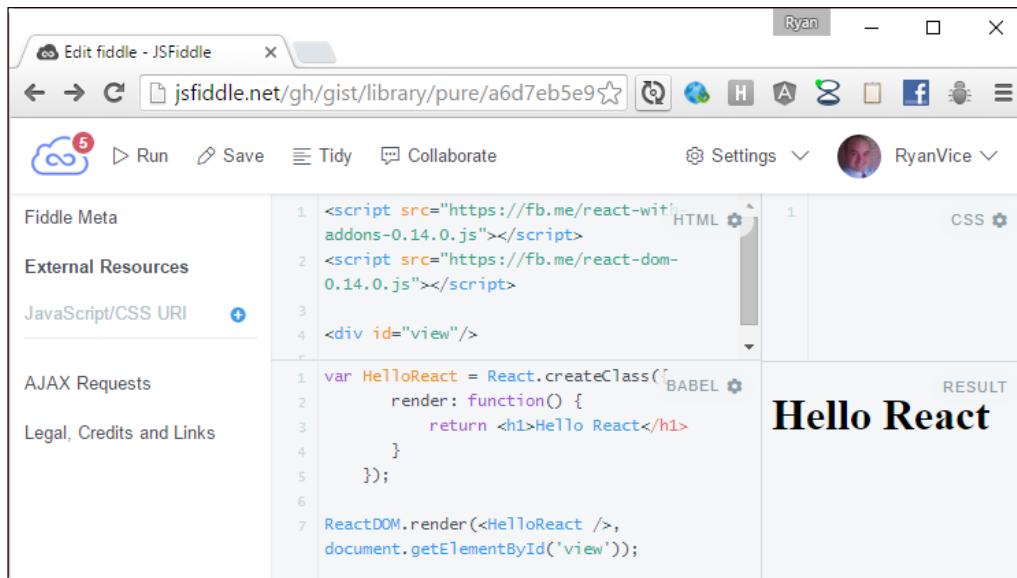 Ryan
Edit fiddle - JSFiddle
jsfiddle.net/gh/gist/library/pure/a6d7eb5e9
H
A
f
5
Run
Save
Tidy
Collaborate
Settings
RyanVice
Fiddle Meta
External Resources
JavaScript/CSS URI
AJAX Requests
Legal, Credits and Links
HTML
1 <script src="https://fb.me/react-with-
addons-0.14.0.js"></script>
2 <script src="https://fb.me/react-dom-
0.14.0.js"></script>
3
4 <div id="view"/>
BABEL
1 var HelloReact = React.createClass({
2 render: function() {
3 return <h1>Hello React</h1>
4 }
5 });
6
7 ReactDOM.render(<HelloReact />,
document.getElementById('view'));
1
CSS
RESULT
Hello React